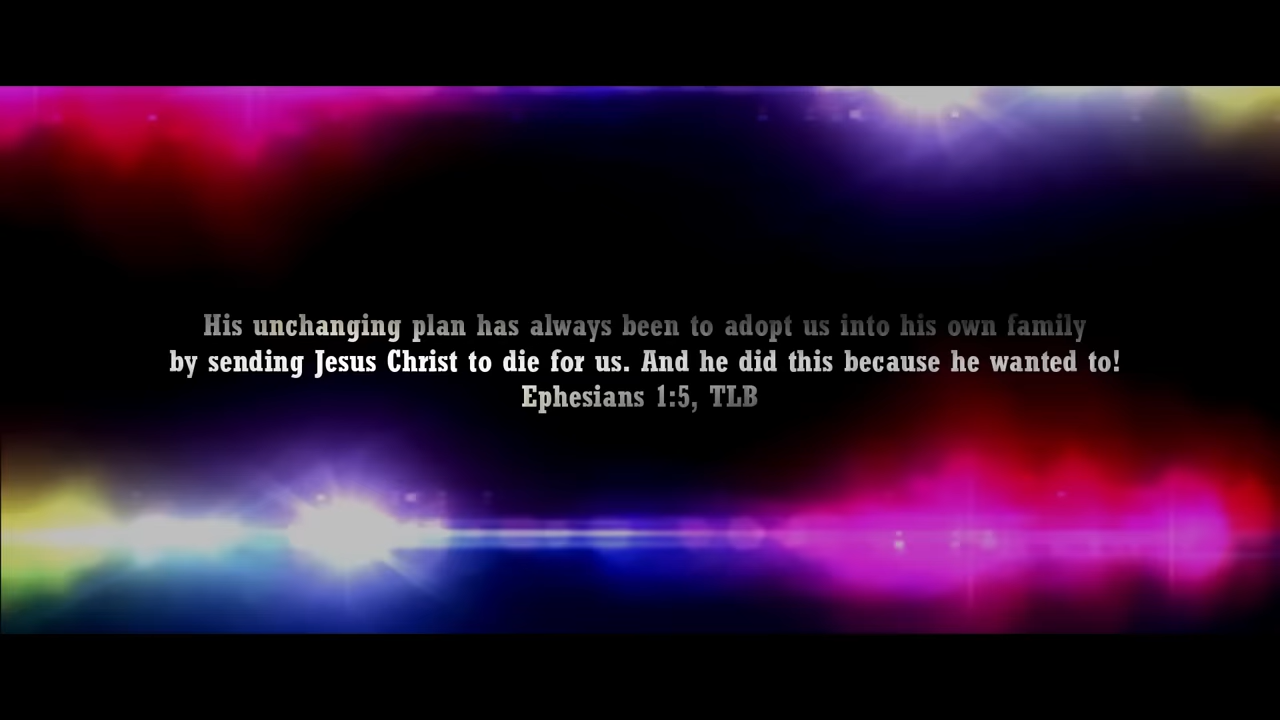 His unchanging plan has always been to adopt us into his own family
by sending Jesus Christ to die for us. And he did this because he wanted to!
Ephesians 1:5, TLB